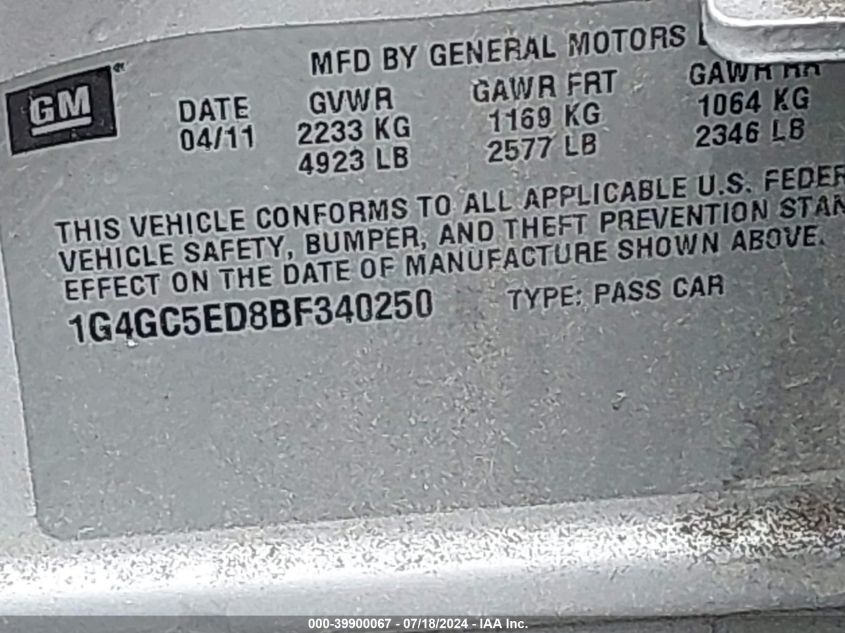 MFD BY GENERAL MOTORS
GM
DATE GVWR GAWR FRT GAWR RR
04/11 2233 KG 1169 KG 1064 KG
4923 LB 2577 LB 2346 LB
THIS VEHICLE CONFORMS TO ALL APPLICABLE U.S. FEDER
VEHICLE SAFETY, BUMPER, AND THEFT PREVENTION STAN
EFFECT ON THE DATE OF MANUFACTURE SHOWN ABOVE.
1G4GC5ED8BF340250 TYPE: PASS CAR
000-39900067 - 07/18/2024 - IAA Inc.